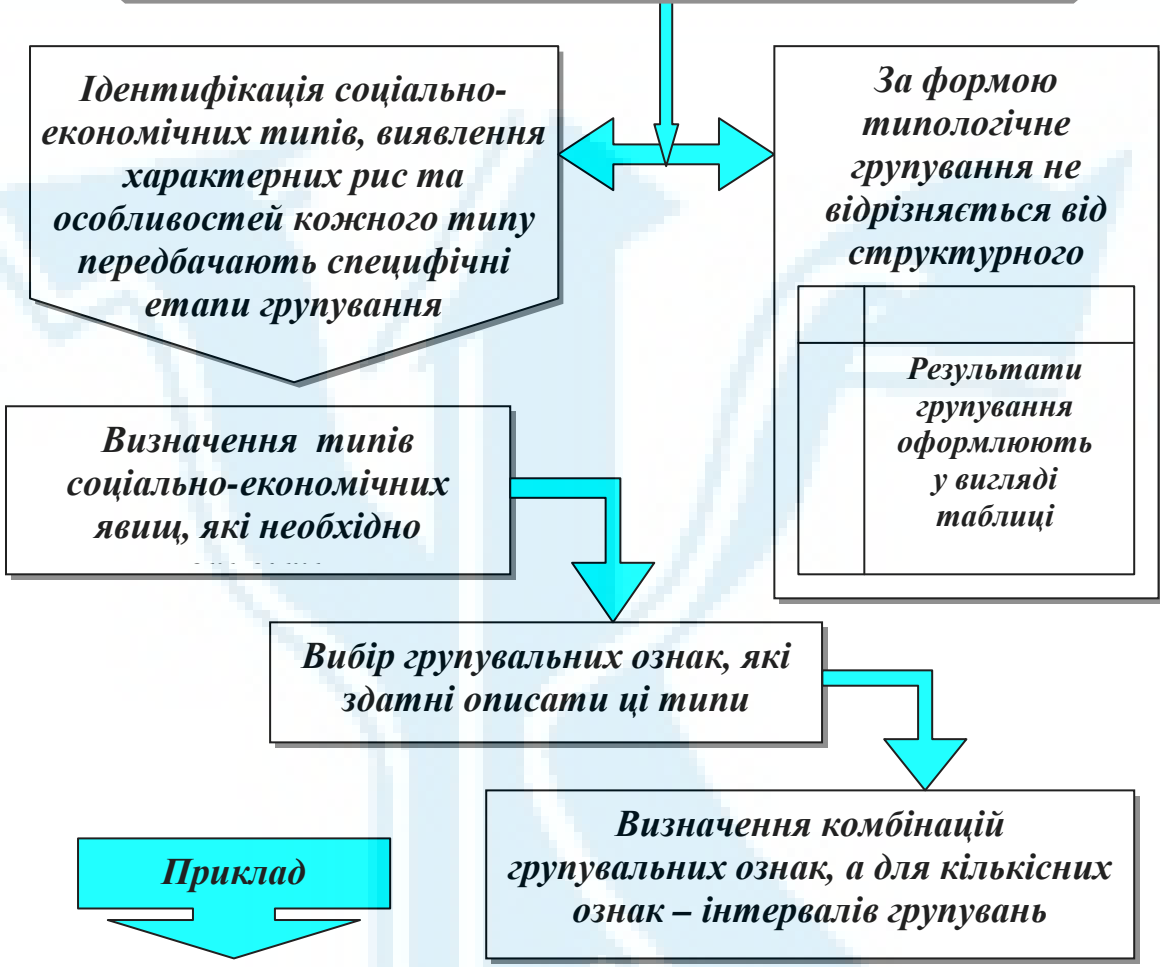 Ідентифікація соціально-
економічних типів, виявлення
характерних рис та
особливостей кожного типу
передбачають специфічні
етапи групування
За формою
типологічне
групування не
відрізняється від
структурного
Результати
групування
оформлюють
у вигляді
таблиці
Визначення типів
соціально-економічних
явищ, які необхідно
Вибір групувальних ознак, які
здатні описати ці типи
Визначення комбінацій
групувальних ознак, а для кількісних
ознак – інтервалів групувань
Приклад